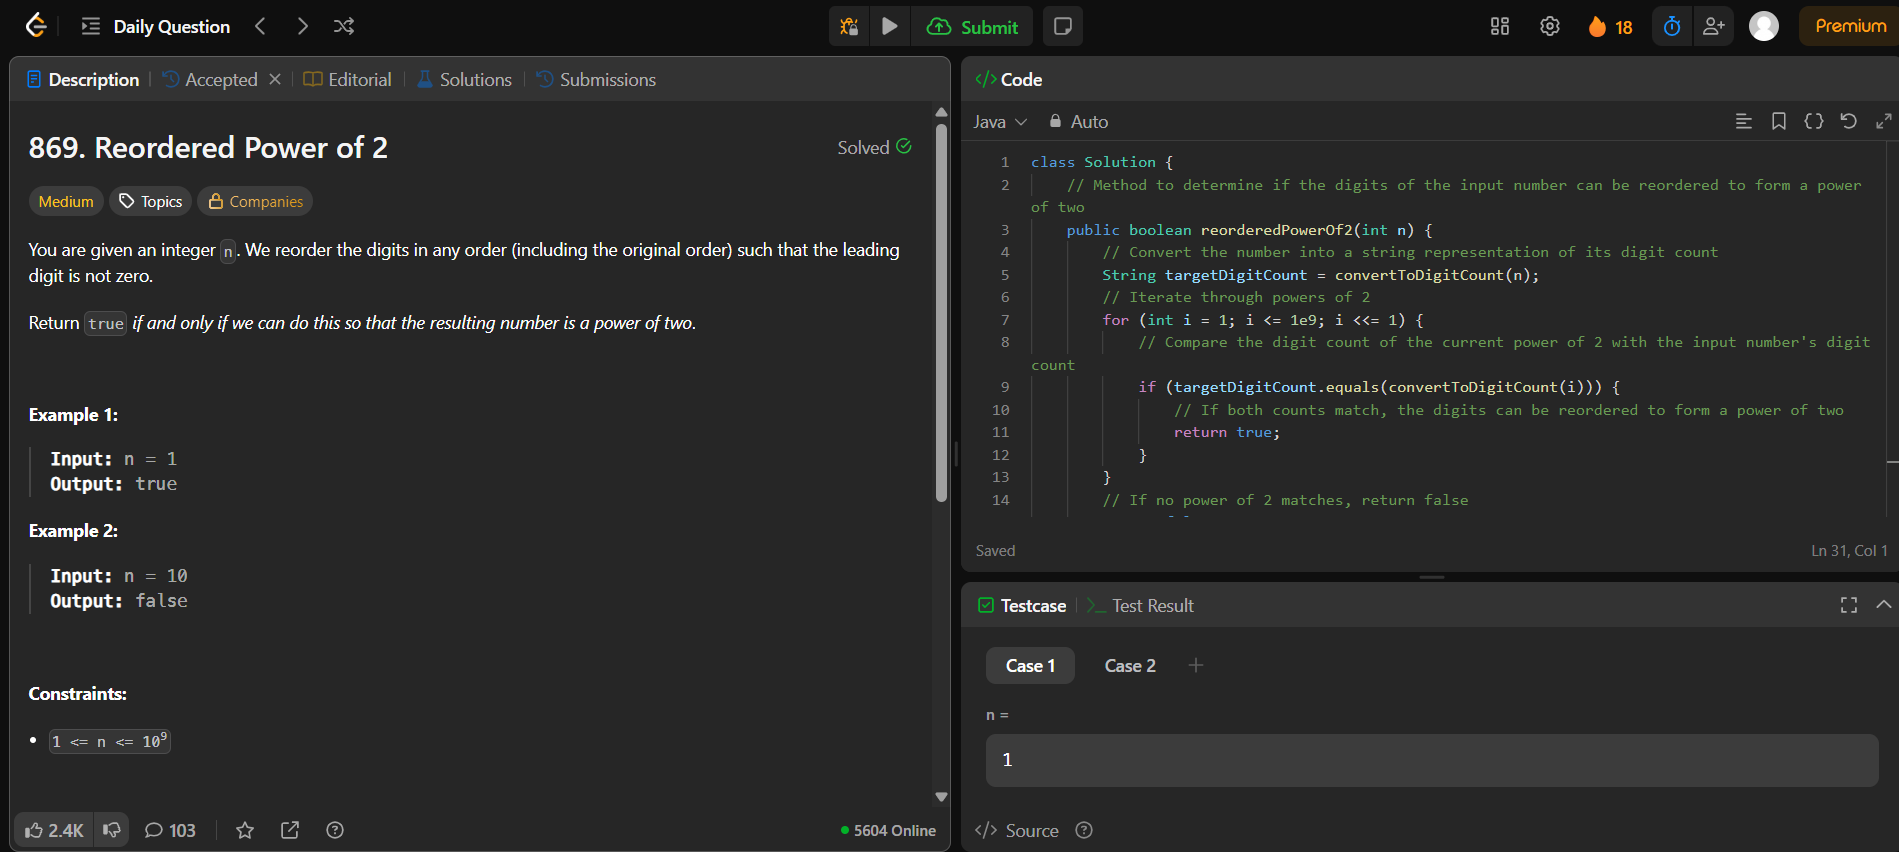 Daily Question
Submit
18
Premium
Description
Accepted
Editorial
Solutions
Submissions
869. Reordered Power of 2
Solved
Medium
Topics
Companies
You are given an integer n. We reorder the digits in any order (including the original order) such that the leading
digit is not zero.
Return true if and only if we can do this so that the resulting number is a power of two.
Example 1:
Input: n = 1
Output: true
Example 2:
Input: n = 10
Output: false
Constraints:
• 1 <= n <= 10⁹
2.4K
103
5604 Online
</> Code
Java
Auto
1 class Solution {
2 // Method to determine if the digits of the input number can be reordered to form a power
of two
3 public boolean reorderedPowerOf2(int n) {
4 // Convert the number into a string representation of its digit count
5 String targetDigitCount = convertToDigitCount(n);
6 // Iterate through powers of 2
7 for (int i = 1; i <= 1e9; i <<= 1) {
8 // Compare the digit count of the current power of 2 with the input number's digit
count
9 if (targetDigitCount.equals(convertToDigitCount(i))) {
10 // If both counts match, the digits can be reordered to form a power of two
11 return true;
12 }
13 }
14 // If no power of 2 matches, return false
Saved
Ln 31, Col 1
Testcase
Test Result
Case 1
Case 2
n =
1
</> Source